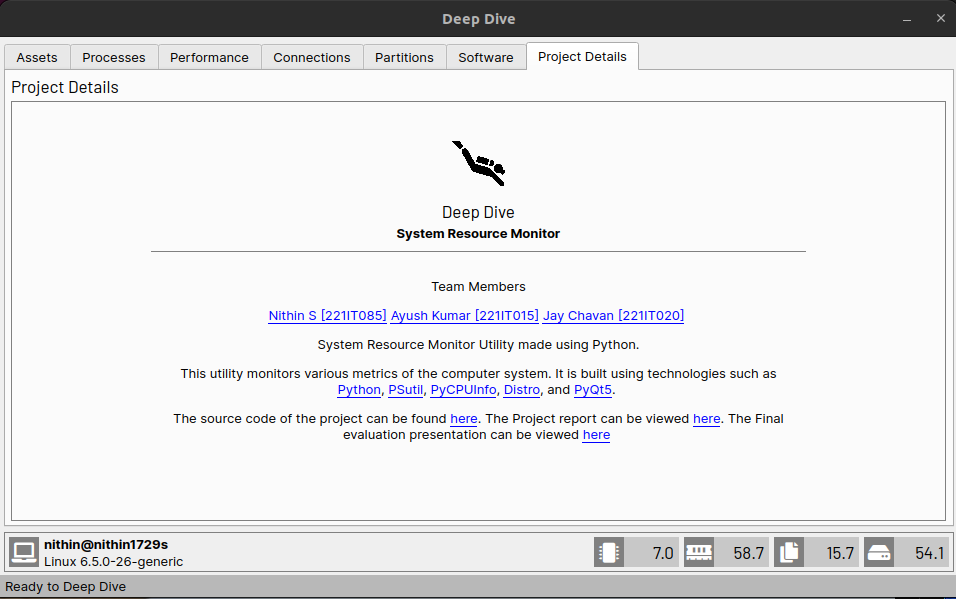 Deep Dive
Assets Processes Performance Connections Partitions Software Project Details
Project Details
Deep Dive
System Resource Monitor
Team Members
Nithin S [221IT085] Ayush Kumar [221IT015] Jay Chavan [221IT020]
System Resource Monitor Utility made using Python.
This utility monitors various metrics of the computer system. It is built using technologies such as
Python, PSutil, PyCPUInfo, Distro, and PyQt5.
The source code of the project can be found here. The Project report can be viewed here. The Final
evaluation presentation can be viewed here
nithin@nithin1729s
Linux 6.5.0-26-generic
7.0 58.7 15.7 54.1
Ready to Deep Dive